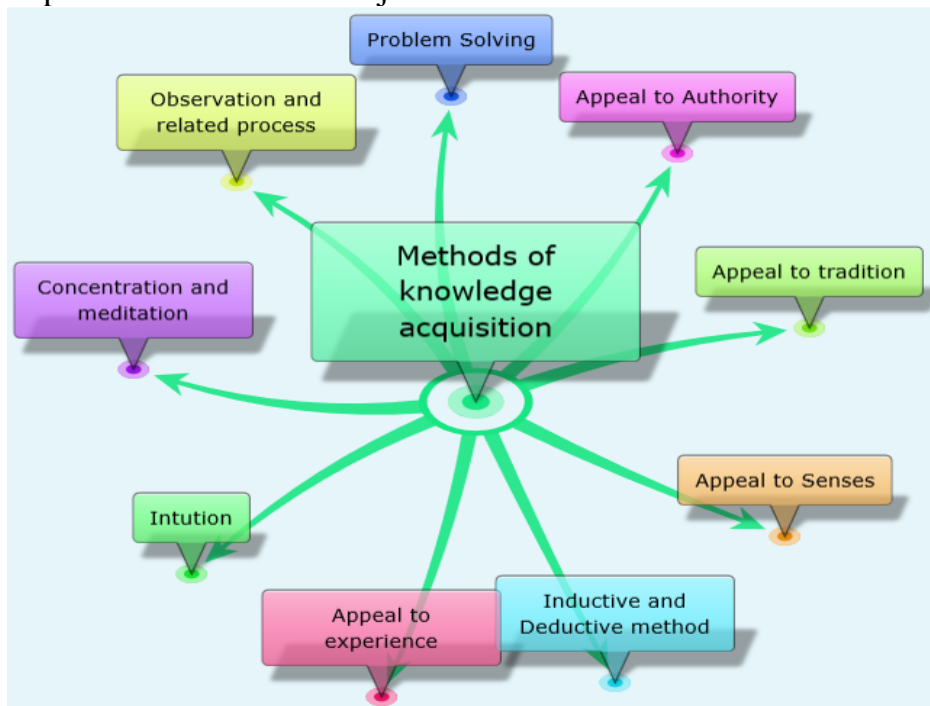 Problem Solving
Appeal to Authority
Observation and
related process
Methods of
knowledge
acquisition
Appeal to tradition
Concentration and
meditation
Appeal to Senses
Intution
Appeal to
experience
Inductive and
Deductive method